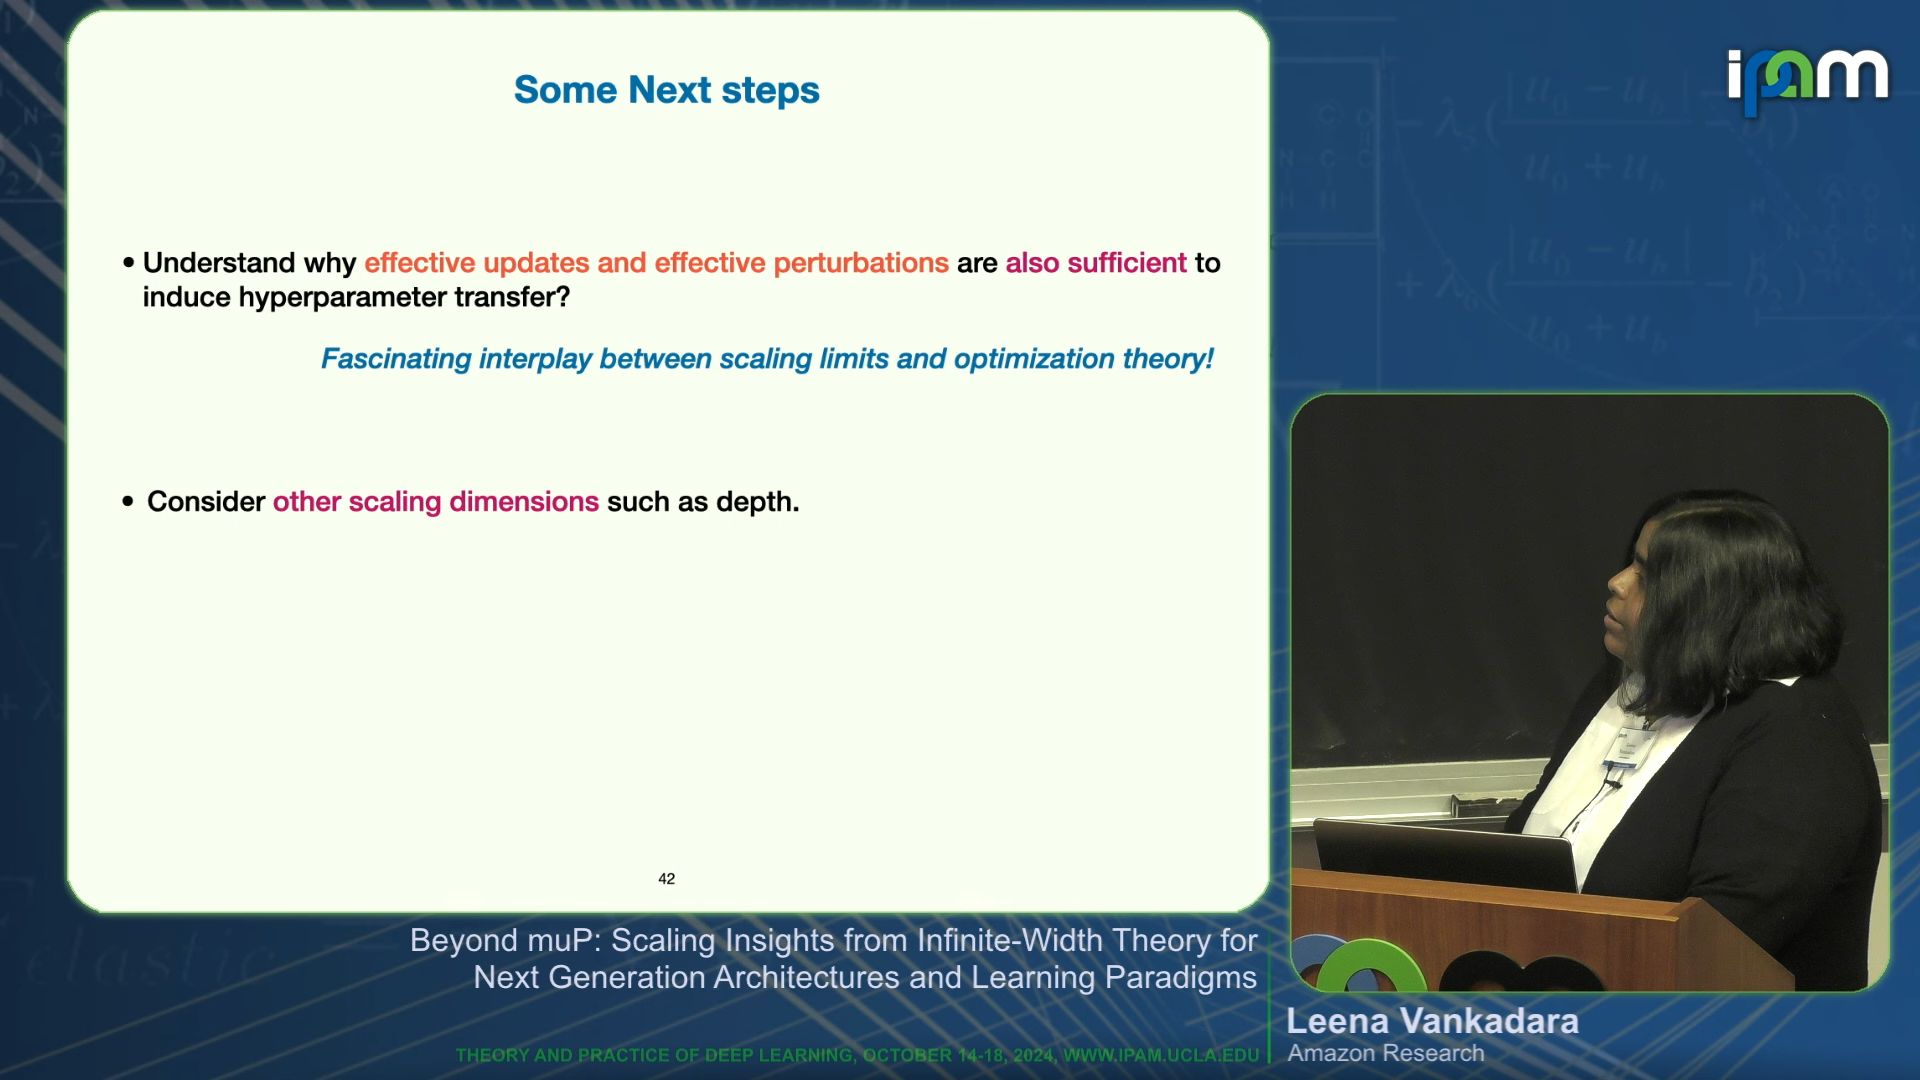 Some Next steps
ipam
• Understand why effective updates and effective perturbations are also sufficient to
induce hyperparameter transfer?
Fascinating interplay between scaling limits and optimization theory!
• Consider other scaling dimensions such as depth.
42
Beyond muP: Scaling Insights from Infinite-Width Theory for
Next Generation Architectures and Learning Paradigms
Leena Vankadara
Amazon Research
THEORY AND PRACTICE OF DEEP LEARNING, OCTOBER 14-18, 2024, WWW.IPAM.UCLA.EDU